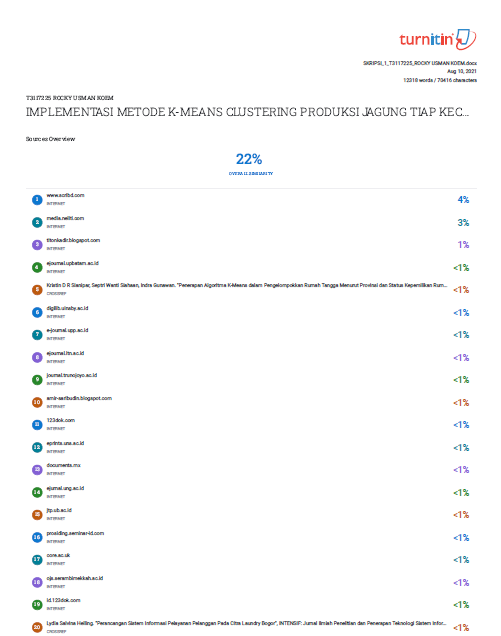 turnitin
SKRIPSI_1_T3117225_ROCKY USMAN KOEM.docx
Aug 10, 2021
12318 words / 70416 characters
T3117225 ROCKY USMAN KOEM
IMPLEMENTASI METODE K-MEANS CLUSTERING PRODUKSI JAGUNG TIAP KEC...
Sources Overview
22%
OVERALL SIMILARITY
1 www.scribd.com 4%
INTERNET
2 media.neliti.com 3%
INTERNET
3 titonkadir.blogspot.com 1%
INTERNET
4 ejournal.upbatam.ac.id <1%
INTERNET
5 Kristin D R Sianipar, Septri Wanti Siahaan, Indra Gunawan. "Penerapan Algoritma K-Means dalam Pengelompokkan Rumah Tangga Menurut Provinsi dan Status Kepemilikan Rum... <1%
CROSSREF
6 digilib.uinsby.ac.id <1%
INTERNET
7 e-journal.upp.ac.id <1%
INTERNET
8 ejournal.itn.ac.id <1%
INTERNET
9 journal.trunojoyo.ac.id <1%
INTERNET
10 amir-saribudin.blogspot.com <1%
INTERNET
11 123dok.com <1%
INTERNET
12 eprints.uns.ac.id <1%
INTERNET
13 documents.mx <1%
INTERNET
14 ejurnal.ung.ac.id <1%
INTERNET
15 jtp.ub.ac.id <1%
INTERNET
16 prosiding.seminar-id.com <1%
INTERNET
17 core.ac.uk <1%
INTERNET
18 ojs.serambimekkah.ac.id <1%
INTERNET
19 id.123dok.com <1%
INTERNET
20 Lydia Salvina Helling. "Perancangan Sistem Informasi Pelayanan Pelanggan Pada Citra Laundry Bogor", INTENSIF: Jurnal Ilmiah Penelitian dan Penerapan Teknologi Sistem Infor... <1%
CROSSREF